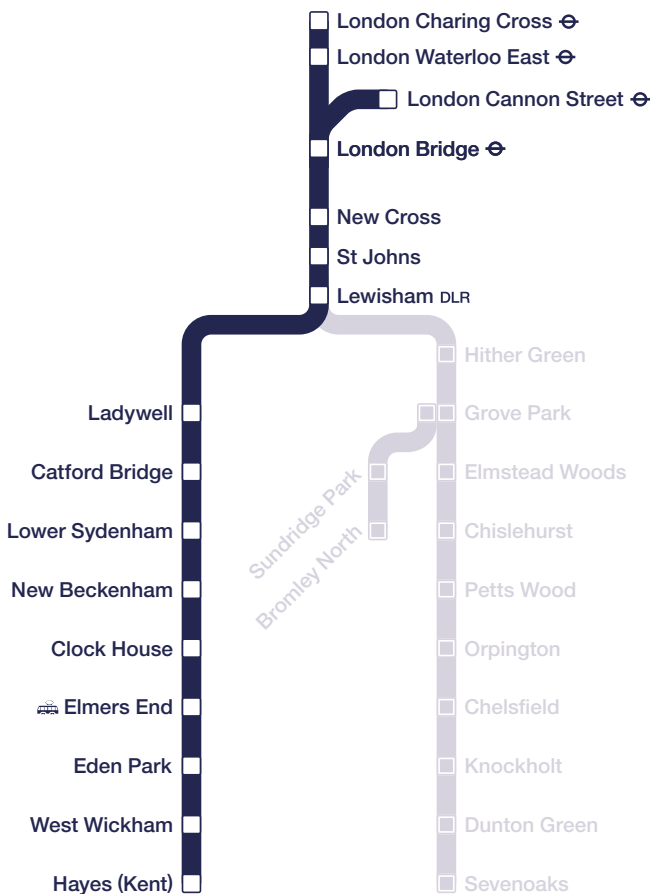 London Charing Cross
London Waterloo East
London Cannon Street
London Bridge
New Cross
St Johns
Lewisham DLR
Hither Green
Ladywell
Grove Park
Catford Bridge
Sundridge Park
Elmstead Woods
Lower Sydenham
Bromley North
Chislehurst
New Beckenham
Petts Wood
Clock House
Orpington
Elmers End
Chelsfield
Eden Park
Knockholt
West Wickham
Dunton Green
Hayes (Kent)
Sevenoaks